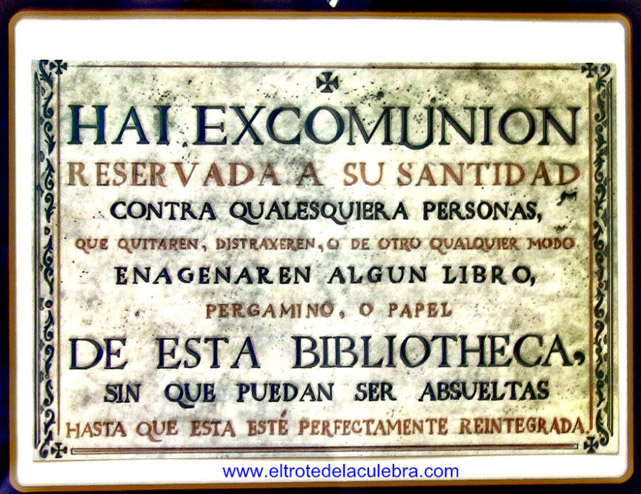 HAI EXCOMUNION
RESERVADA A SU SANTIDAD
CONTRA QUALESQUIERA PERSONAS,
QUE QUITAREN, DISTRAXEREN, O DE OTRO QUALQUIER MODO
ENAGENAREN ALGUN LIBRO,
PERGAMINO, O PAPEL
DE ESTA BIBLIOTHECA,
SIN QUE PUEDAN SER ABSUELTAS
HASTA QUE ESTA ESTÉ PERFECTAMENTE REINTEGRADA.
www.eltrotedelaculebra.com